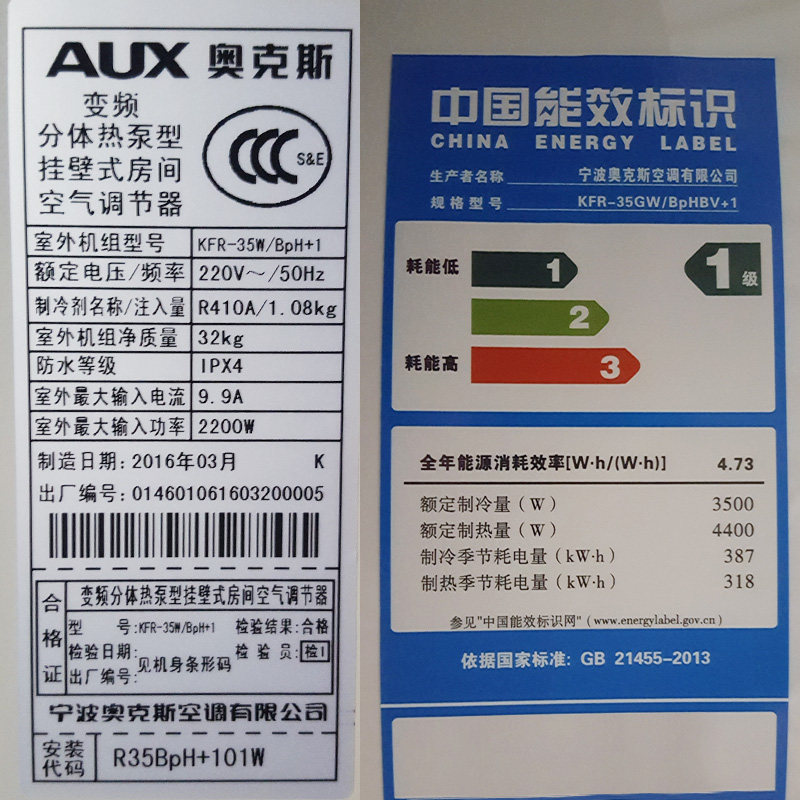 AUX 奥克斯
变频
分体热泵型
挂壁式房间
空气调节器
CCC S&E
室外机组型号 KFR-35W/BpH+1
额定电压/频率 220V～/50Hz
制冷剂名称/注入量 R410A/1.08kg
室外机组净质量 32kg
防水等级 IPX4
室外最大输入电流 9.9A
室外最大输入功率 2200W
制造日期: 2016年03月 K
出厂编号: 014601061603200005
合格证
变频分体热泵型挂壁式房间空气调节器
型 号:KFR-35W/BpH+1 检验结果:合格
检验日期: 见机身条形码 检 验 员: 检1
出厂编号:
宁波奥克斯空调有限公司
安装代码 R35BpH+101W
中国能效标识
CHINA ENERGY LABEL
生产者名称 宁波奥克斯空调有限公司
规格型号 KFR-35GW/BpHBV+1
耗能低 1 1级
2
耗能高 3
全年能源消耗效率[W·h/(W·h)] 4.73
额定制冷量（W） 3500
额定制热量（W） 4400
制冷季节耗电量（kW·h） 387
制热季节耗电量（kW·h） 318
参见"中国能效标识网"（www.energylabel.gov.cn）
依据国家标准: GB 21455-2013